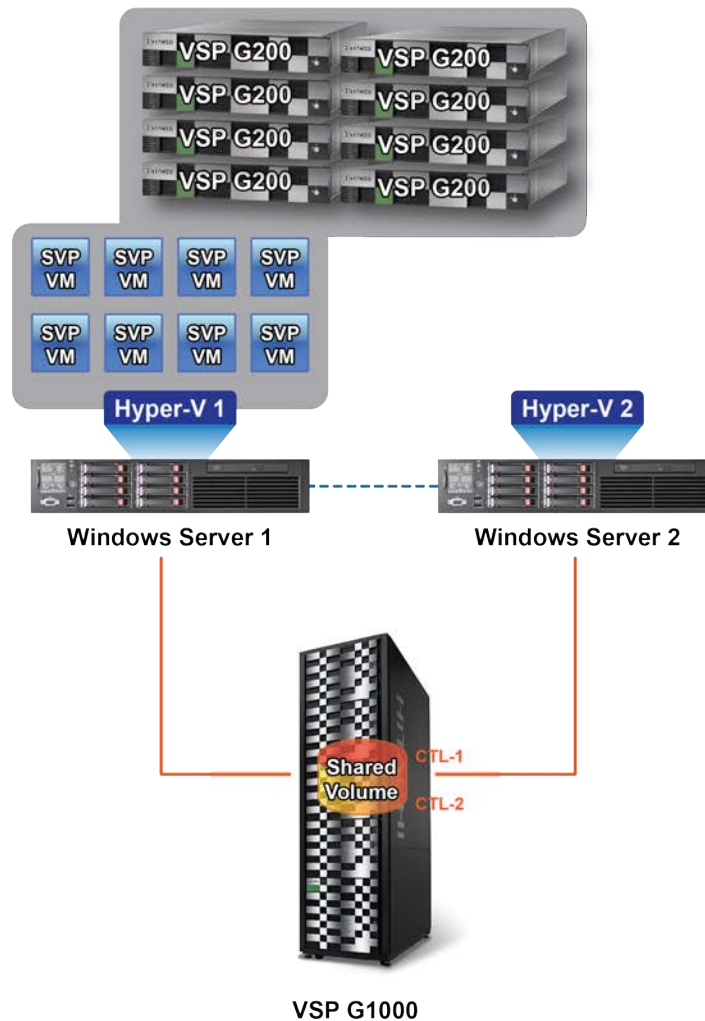 VSP G200 VSP G200
VSP G200 VSP G200
VSP G200 VSP G200
VSP G200 VSP G200
SVP VM SVP VM SVP VM SVP VM
SVP VM SVP VM SVP VM SVP VM
Hyper-V 1
Hyper-V 2
Windows Server 1
Windows Server 2
Shared
Volume
CTL-1
CTL-2
HITACHI
VSP G1000